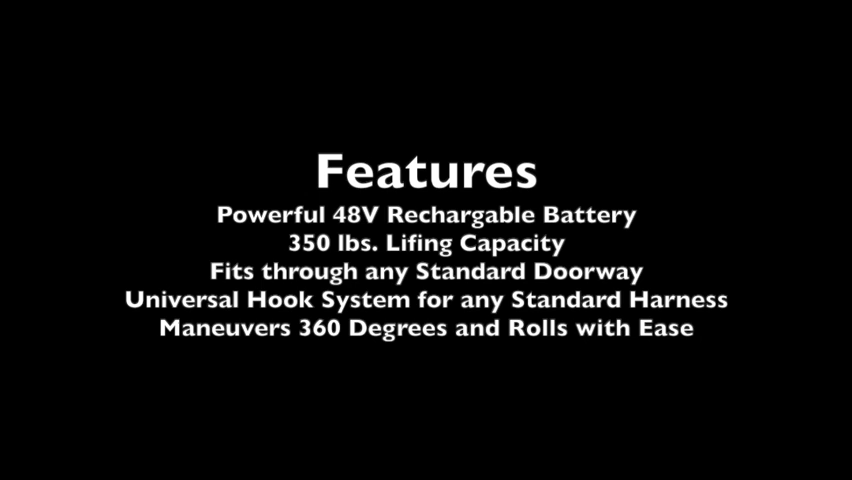 Features
Powerful 48V Rechargable Battery
350 lbs. Lifing Capacity
Fits through any Standard Doorway
Universal Hook System for any Standard Harness
Maneuvers 360 Degrees and Rolls with Ease